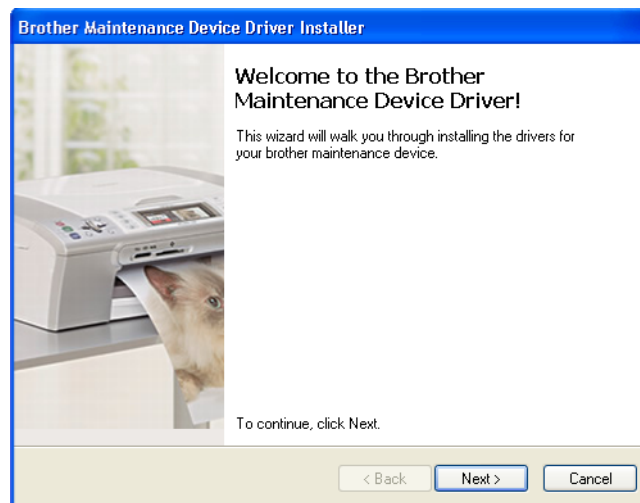 Brother Maintenance Device Driver Installer
Welcome to the Brother
Maintenance Device Driver!
This wizard will walk you through installing the drivers for
your brother maintenance device.
To continue, click Next.
< Back
Next >
Cancel